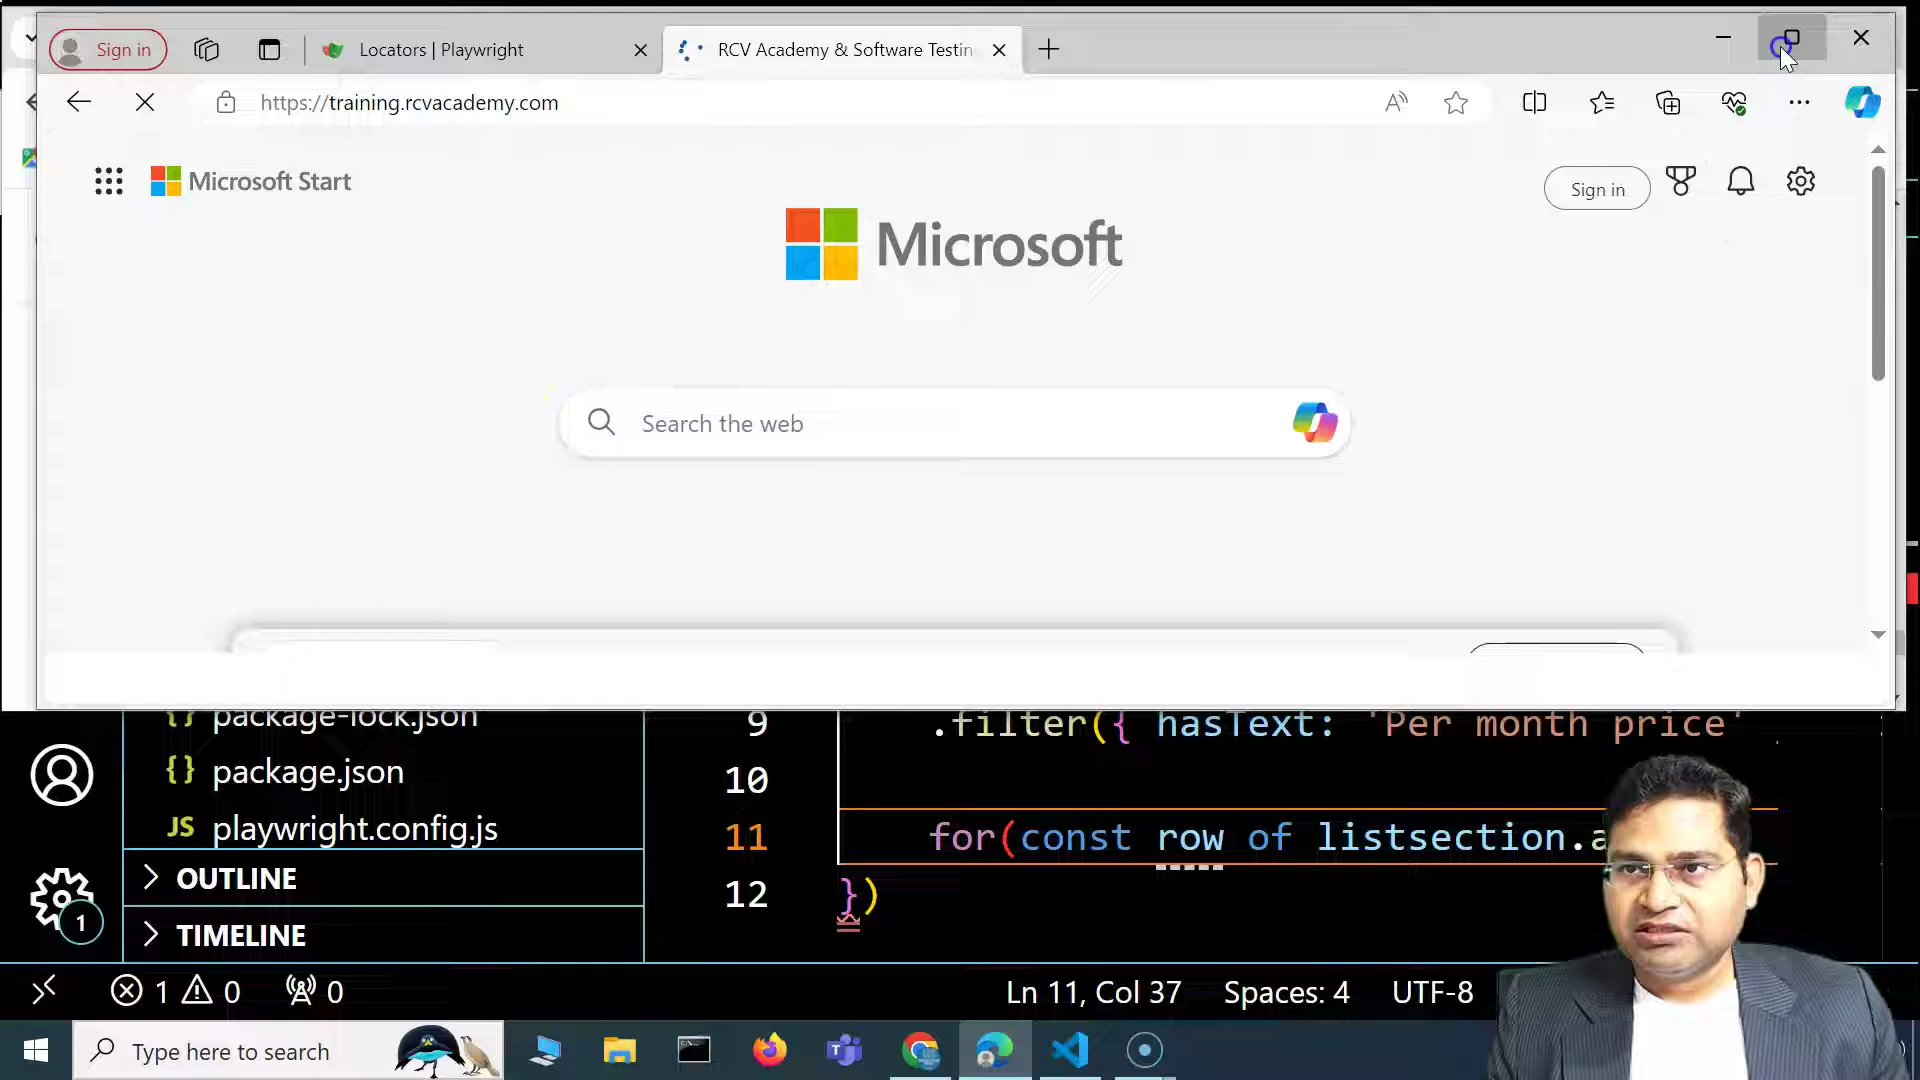 Sign in
Locators | Playwright
RCV Academy & Software Testin
https://training.rcvacademy.com
Microsoft Start
Sign in
Microsoft
Search the web
package-lock.json
package.json
JS playwright.config.js
OUTLINE
TIMELINE
9 .filter({ hasText: 'Per month price'
10
11 for(const row of listsection.a
12 })
1
1 0 0
Ln 11, Col 37 Spaces: 4 UTF-8
Type here to search